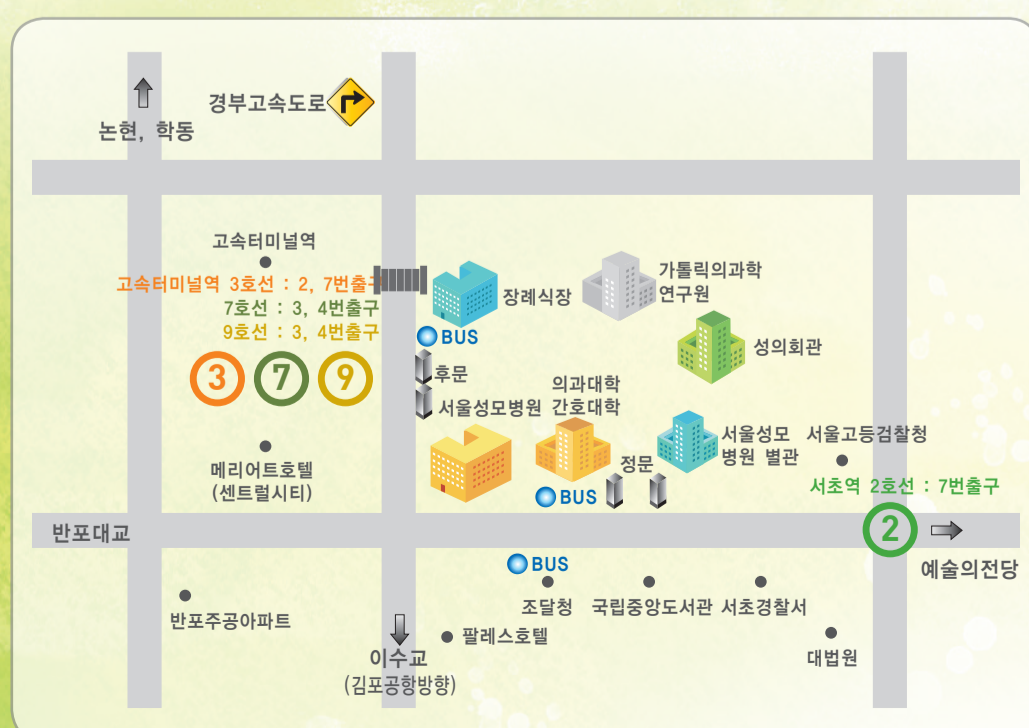 경부고속도로
논현, 학동
고속터미널역
고속터미널역 3호선 : 2, 7번출구
7호선 : 3, 4번출구
9호선 : 3, 4번출구
3
7
9
장례식장
가톨릭의과학
연구원
BUS
성의회관
후문
서울성모병원
의과대학
간호대학
메리어트호텔
(센트럴시티)
정문
BUS
서울성모
병원 별관
서울고등검찰청
서초역 2호선 : 7번출구
반포대교
2
예술의전당
BUS
반포주공아파트
조달청
국립중앙도서관
서초경찰서
팔레스호텔
대법원
이수교
(김포공항방향)